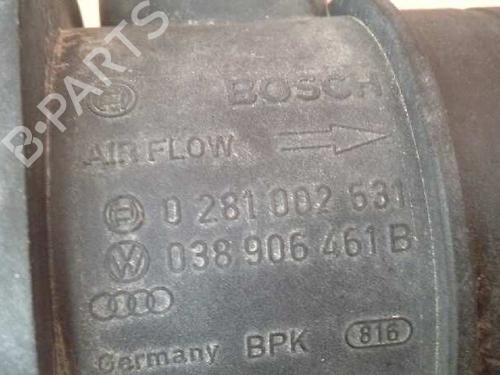 BOSCH
AIR FLOW
0 281 002 531
038 906 461 B
Germany BPK 816
B-PARTS